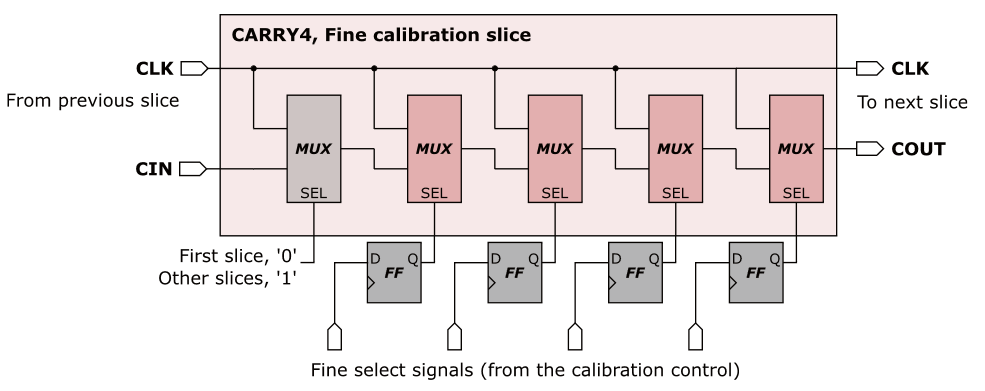 CARRY4, Fine calibration slice
CLK
CLK
From previous slice
To next slice
MUX
MUX
MUX
MUX
MUX
CIN
COUT
SEL
SEL
SEL
SEL
SEL
First slice, '0'
Other slices, '1'
D
Q
FF
D
Q
FF
D
Q
FF
D
Q
FF
Fine select signals (from the calibration control)